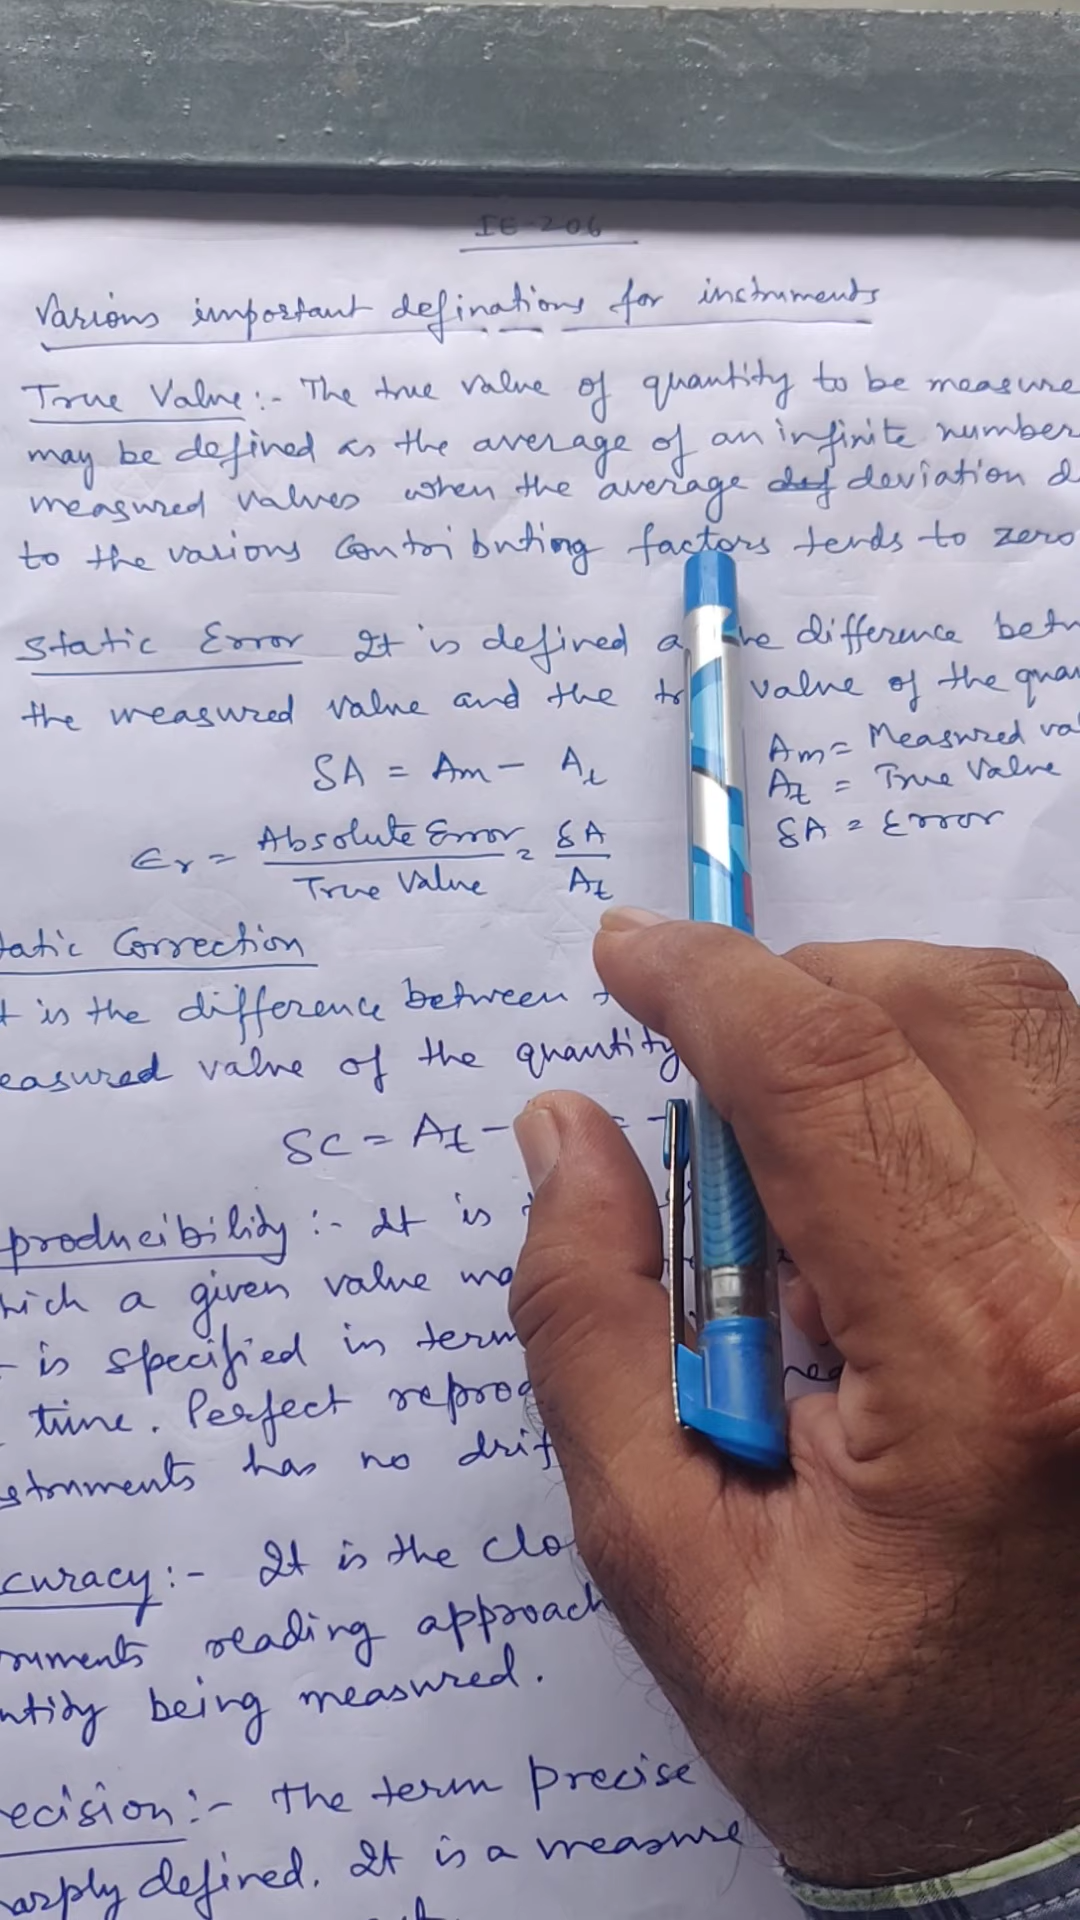 IE-206
Various important definations for instruments
True Value:- The true value of quantity to be measure
may be defined as the average of an infinite number
measured values when the average def deviation d
to the various contributing factors tends to zero
Static Error It is defined a he difference betw
the measured value and the tr value of the quan
δA = Am - At
Am = Measured va
At = True Value
δA = Error
Er = Absolute Error / True Value = δA / At
tatic Correction
t is the difference between
easured value of the quantity
δC = At - = -
producibility:- It is
hich a given value ma
is specified in term
time. Perfect reprod
struments has no drif
curacy:- It is the clo
ruments reading approach
ntity being measured.
ecision:- The term precise
arply defined. It is a measure